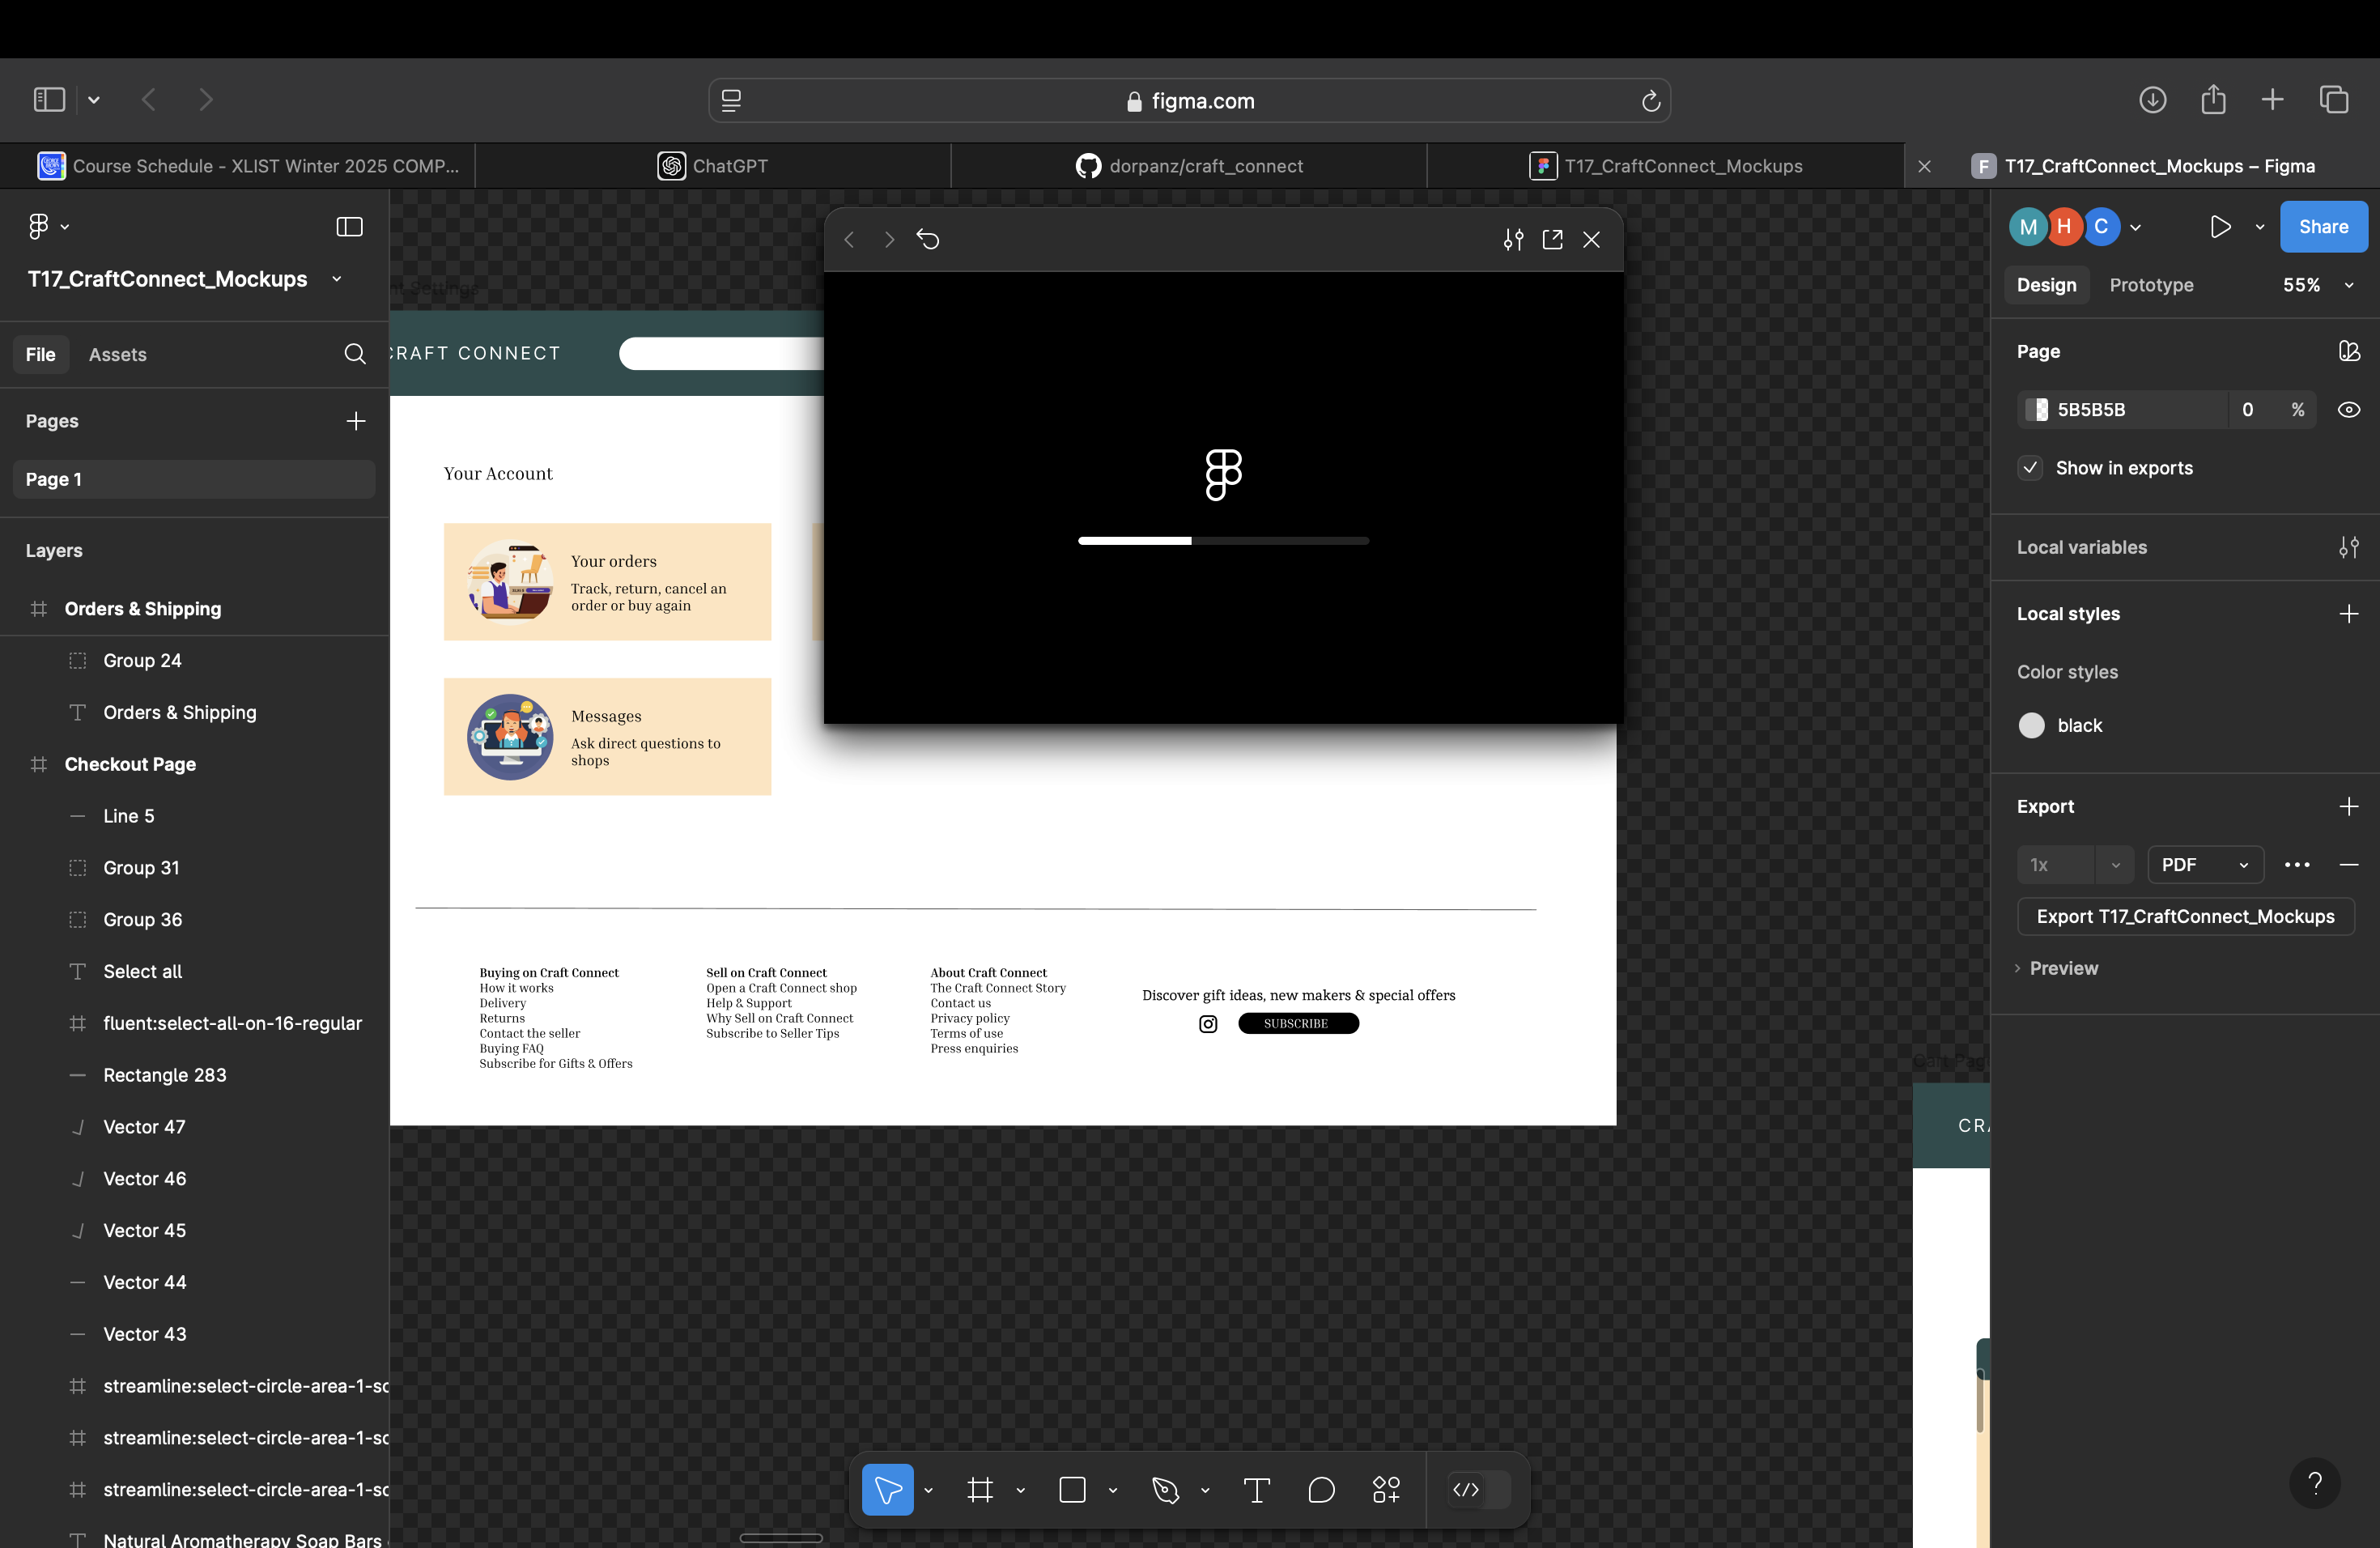 figma.com
Course Schedule - XLIST Winter 2025 COMP...
ChatGPT
dorpanz/craft_connect
T17_CraftConnect_Mockups
F
T17_CraftConnect_Mockups – Figma
T17_CraftConnect_Mockups
File
Assets
Pages
Page 1
Layers
Orders & Shipping
Group 24
Orders & Shipping
Checkout Page
Line 5
Group 31
Group 36
Select all
fluent:select-all-on-16-regular
Rectangle 283
Vector 47
Vector 46
Vector 45
Vector 44
Vector 43
streamline:select-circle-area-1-sc
streamline:select-circle-area-1-sc
streamline:select-circle-area-1-sc
Natural Aromatherapy Soap Bars
nt Settings
CRAFT CONNECT
Your Account
Your orders
Track, return, cancel an
order or buy again
Messages
Ask direct questions to
shops
Buying on Craft Connect
How it works
Delivery
Returns
Contact the seller
Buying FAQ
Subscribe for Gifts & Offers
Sell on Craft Connect
Open a Craft Connect shop
Help & Support
Why Sell on Craft Connect
Subscribe to Seller Tips
About Craft Connect
The Craft Connect Story
Contact us
Privacy policy
Terms of use
Press enquiries
Discover gift ideas, new makers & special offers
SUBSCRIBE
Cart Pag
CRA
M
H
C
Share
Design
Prototype
55%
Page
5B5B5B
0
%
Show in exports
Local variables
Local styles
Color styles
black
Export
1x
PDF
Export T17_CraftConnect_Mockups
Preview
?